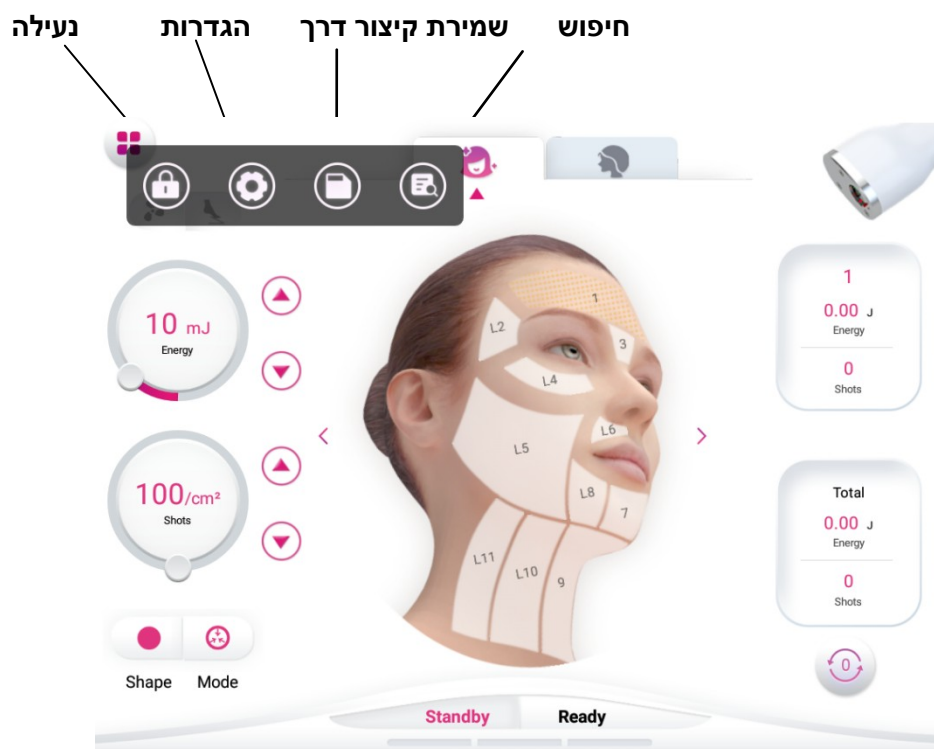 חיפוש שמירת קיצור דרך הגדרות נעילה
10 mJ
Energy
100/cm²
Shots
Shape Mode
1
L2
3
L4
L6
L5
L8
7
L11
L10
9
1
0.00 J
Energy
0
Shots
Total
0.00 J
Energy
0
Shots
0
Standby Ready